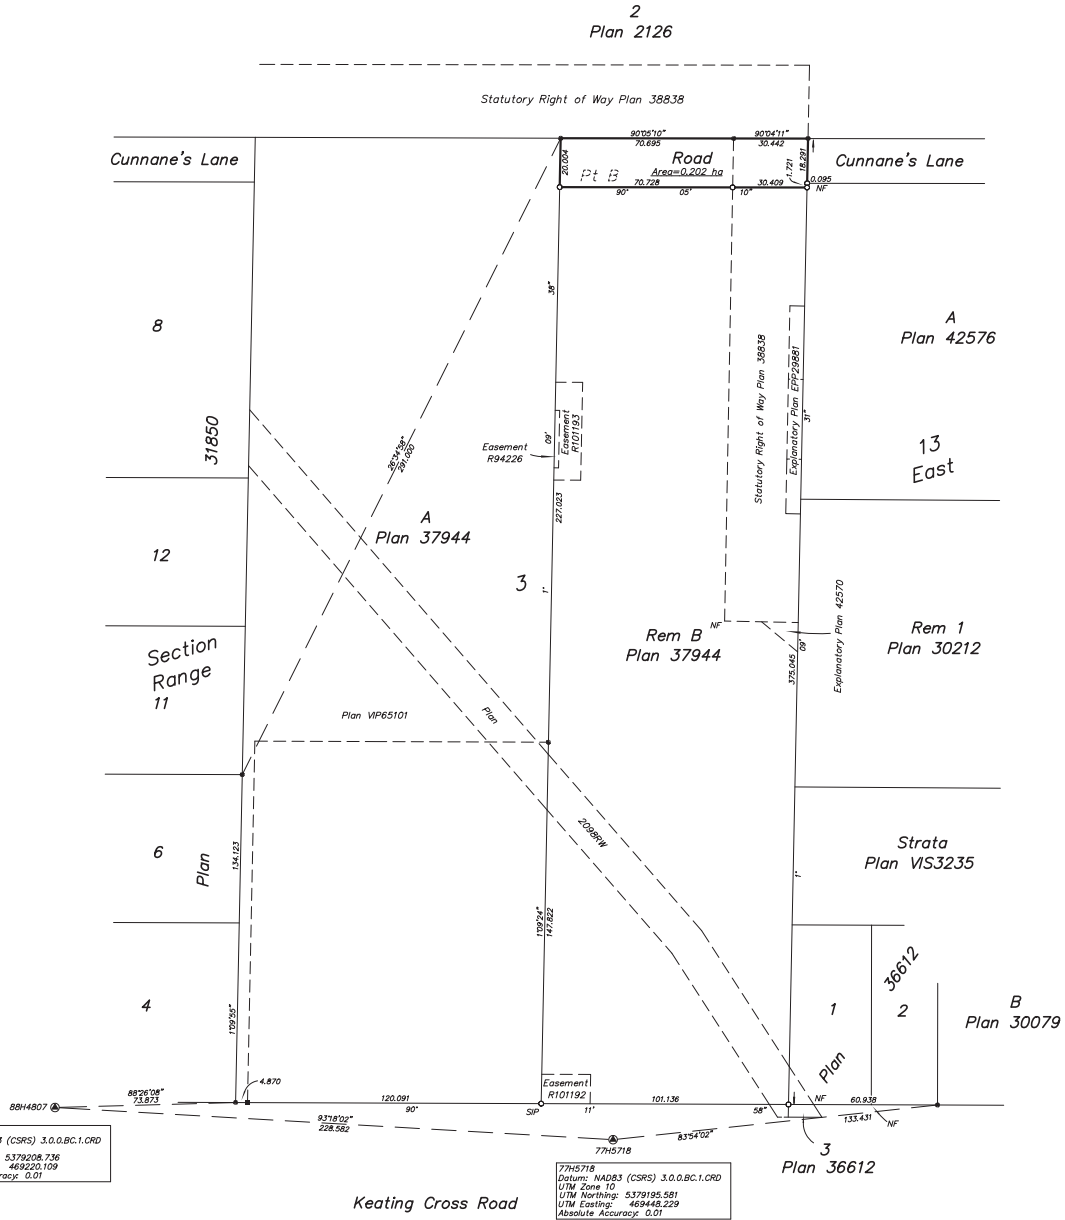 2
Plan 2126
Statutory Right of Way Plan 38838
90°05'10"
70.695
90°04'11"
30.442
Cunnane's Lane
20.004
Pt B
Road
Area=0.202 ha
1.721
18.291
Cunnane's Lane
0.095
NF
70.728
30.409
90°
05'
10"
38"
8
A
Plan 42576
Statutory Right of Way Plan 38838
Explanatory Plan EPP29881
31"
31850
09'
Easement
R101193
Easement
R94226
13
East
26°34'58"
291.000
227.023
A
Plan 37944
12
3
1°
Explanatory Plan 42570
NF
Rem B
Plan 37944
09'
375.045
Rem 1
Plan 30212
Section
Range
11
Plan VIP65101
Plan
2098RW
6
Plan
134.123
Strata
Plan VIS3235
1°
1°09'24"
147.822
36612
4
1°09'55"
1
2
B
Plan 30079
Plan
4.870
Easement
R101192
88°26'08"
73.873
88H4807
120.091
90°
SIP
11'
101.136
58"
NF
60.938
133.431
NF
93°18'02"
228.582
83°54'02"
77H5718
3
Plan 36612
(CSRS) 3.0.0.BC.1.CRD
5379208.736
469220.109
racy: 0.01
77H5718
Datum: NAD83 (CSRS) 3.0.0.BC.1.CRD
UTM Zone 10
UTM Northing: 5379195.581
UTM Easting: 469448.229
Absolute Accuracy: 0.01
Keating Cross Road